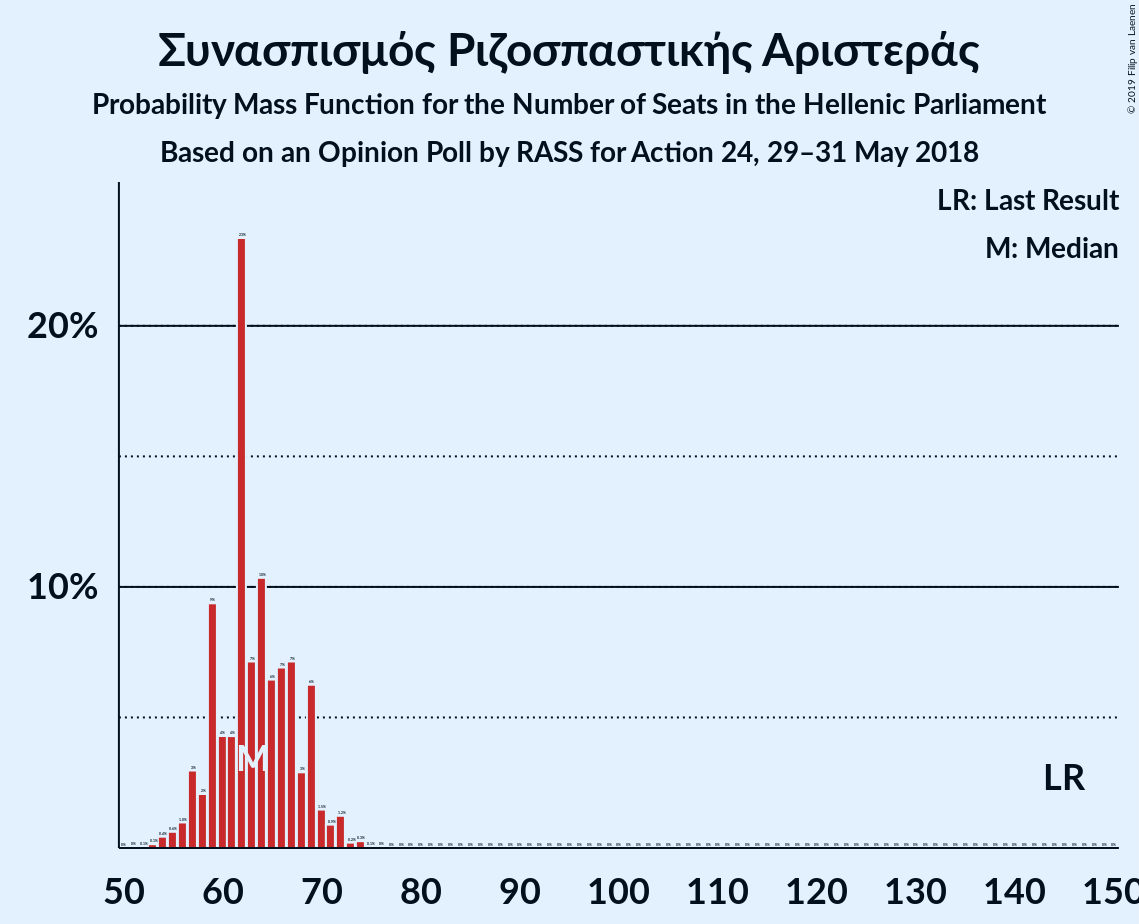 Συνασπισμός Ριζοσπαστικής Αριστεράς
Probability Mass Function for the Number of Seats in the Hellenic Parliament
Based on an Opinion Poll by RASS for Action 24, 29–31 May 2018
© 2019 Filip van Laenen
LR: Last Result
M: Median
20%
10%
M
LR
50 60 70 80 90 100 110 120 130 140 150